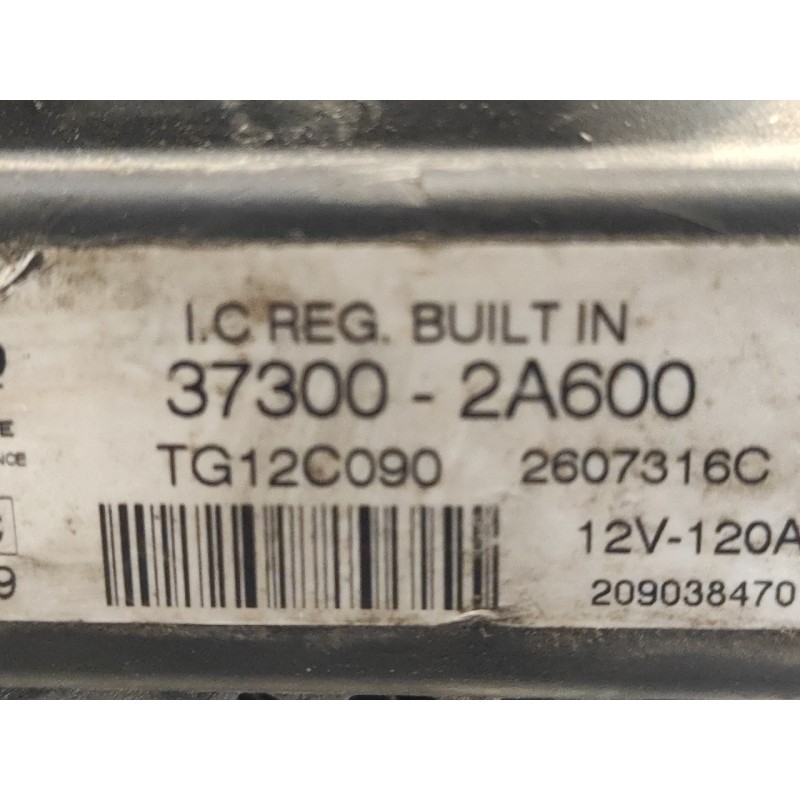 I.C REG. BUILT IN
37300 - 2A600
TG12C090 2607316C
12V-120A
209038470